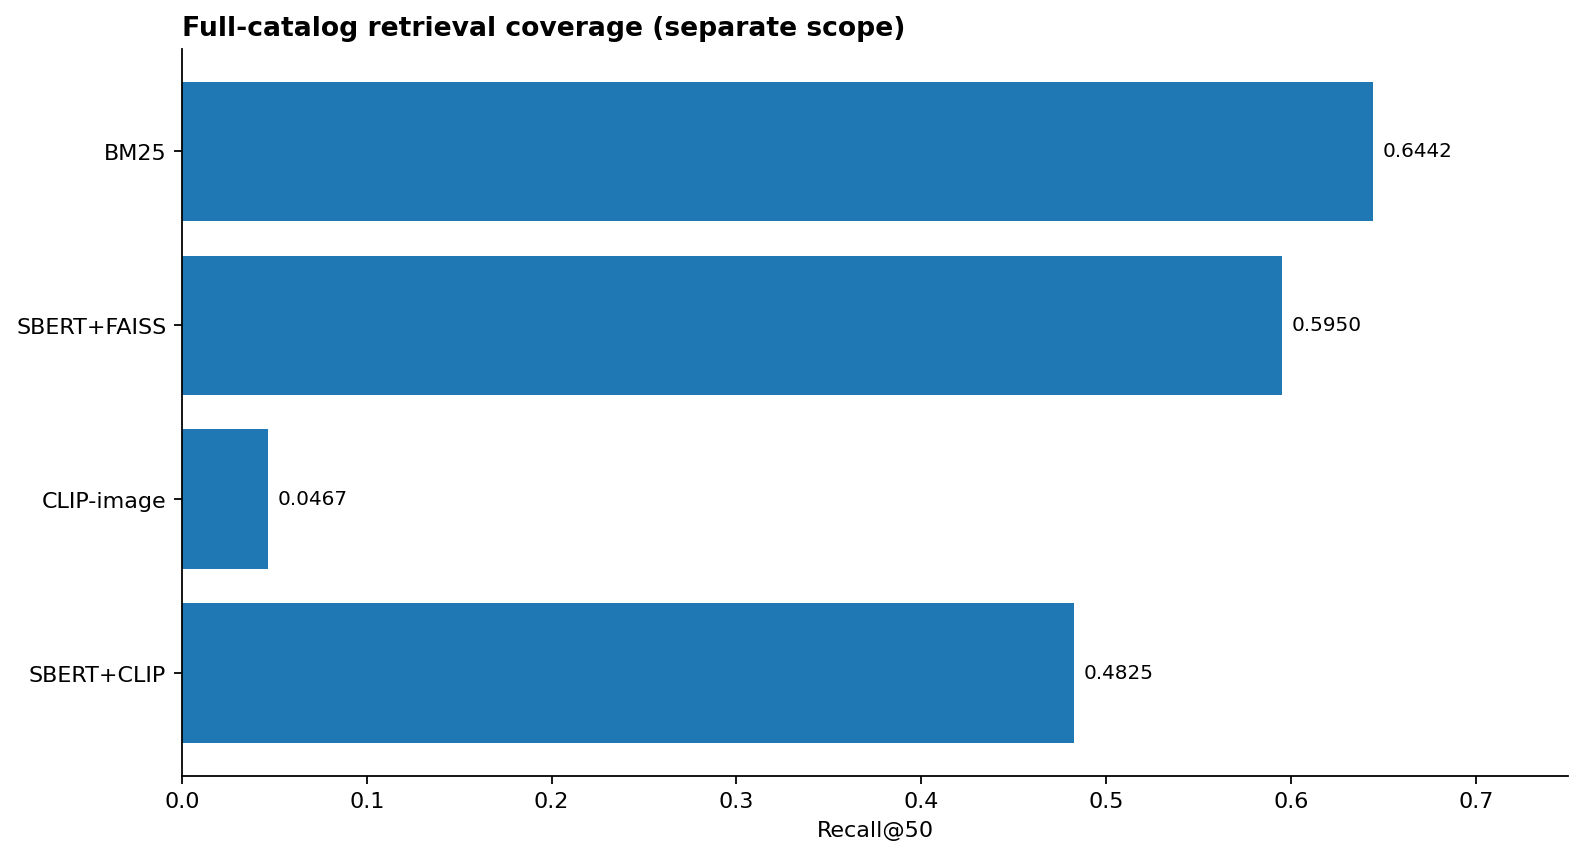 Full-catalog retrieval coverage (separate scope)
BM25
0.6442
SBERT+FAISS
0.5950
CLIP-image
0.0467
SBERT+CLIP
0.4825
0.0 0.1 0.2 0.3 0.4 0.5 0.6 0.7
Recall@50